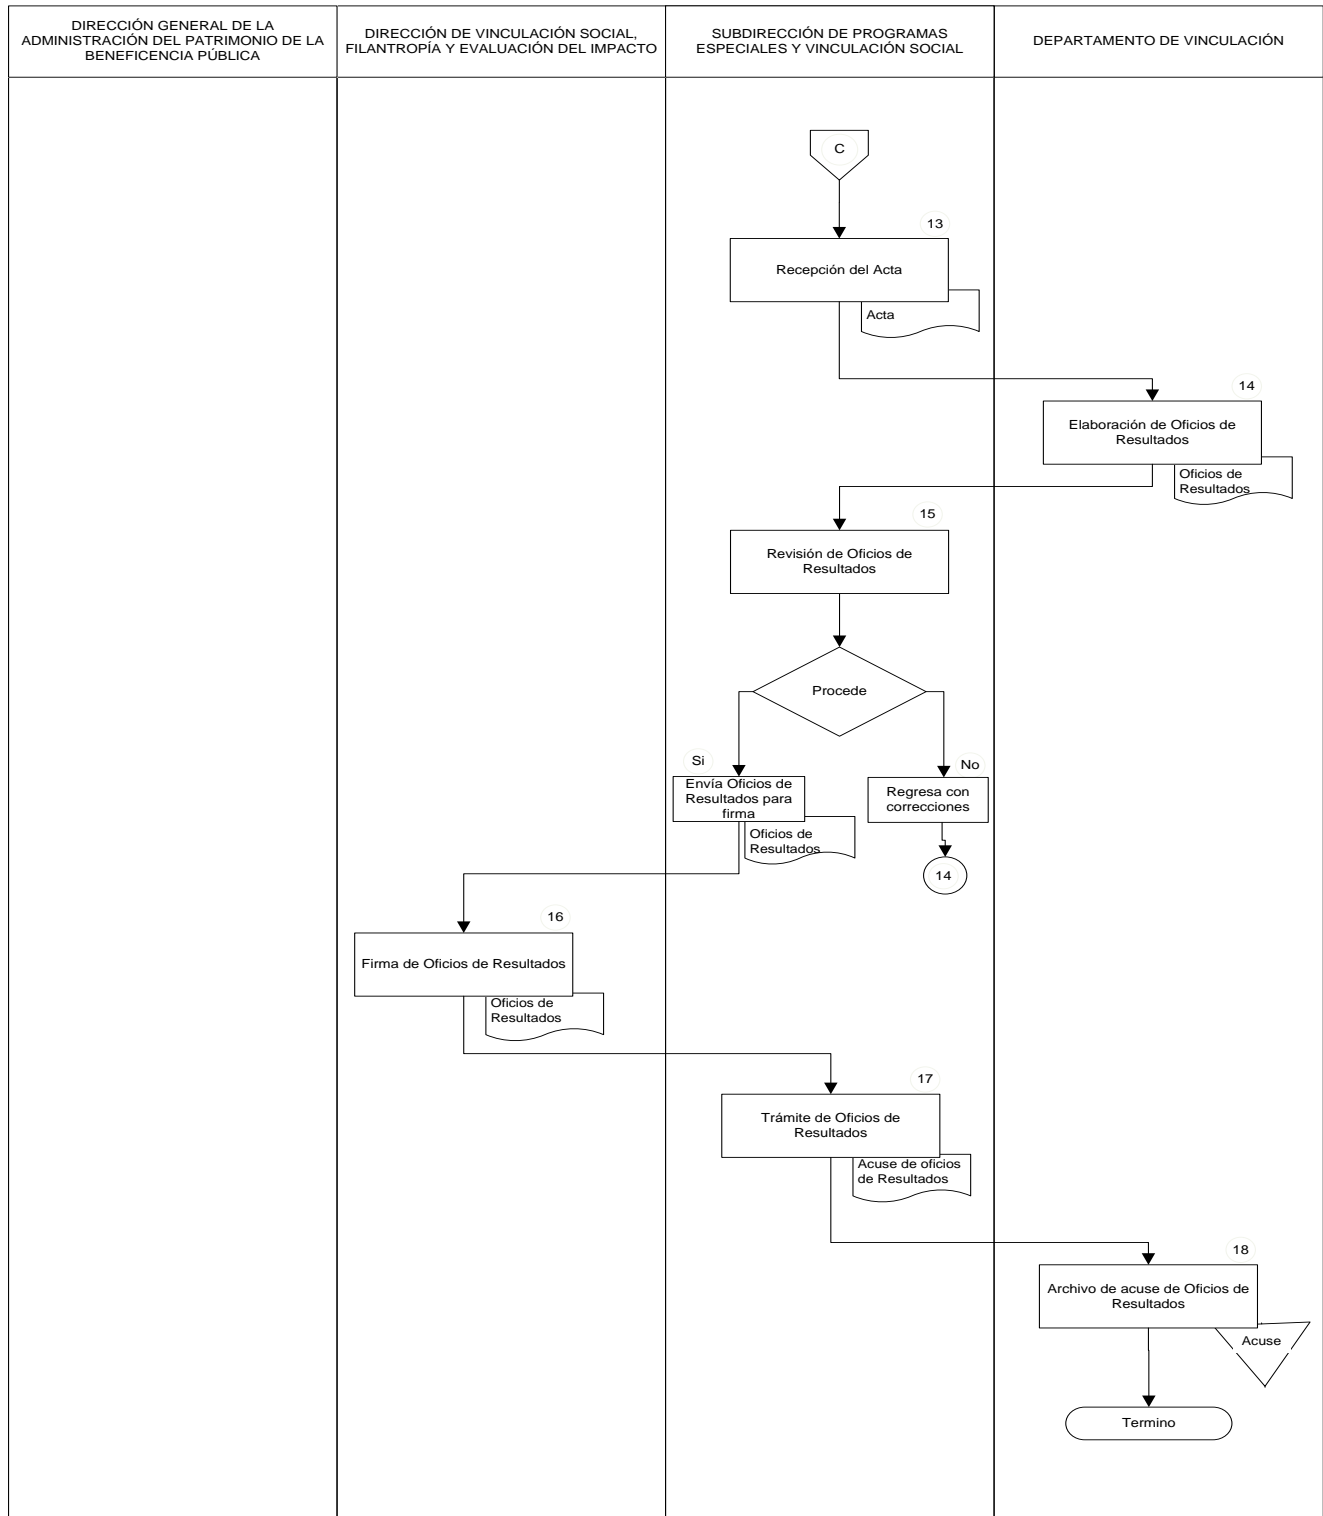 DIRECCIÓN GENERAL DE LA
ADMINISTRACIÓN DEL PATRIMONIO DE LA
BENEFICENCIA PÚBLICA
DIRECCIÓN DE VINCULACIÓN SOCIAL,
FILANTROPÍA Y EVALUACIÓN DEL IMPACTO
SUBDIRECCIÓN DE PROGRAMAS
ESPECIALES Y VINCULACIÓN SOCIAL
DEPARTAMENTO DE VINCULACIÓN
C
13
Recepción del Acta
Acta
14
Elaboración de Oficios de
Resultados
Oficios de
Resultados
15
Revisión de Oficios de
Resultados
Procede
Si
Envía Oficios de
Resultados para
firma
Oficios de
Resultados
No
Regresa con
correcciones
14
16
Firma de Oficios de Resultados
Oficios de
Resultados
17
Trámite de Oficios de
Resultados
Acuse de oficios
de Resultados
18
Archivo de acuse de Oficios de
Resultados
Acuse
Termino